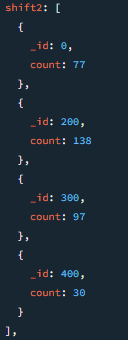 shift2: [
{
_id: 0,
count: 77
},
{
_id: 200,
count: 138
},
{
_id: 300,
count: 97
},
{
_id: 400,
count: 30
}
],